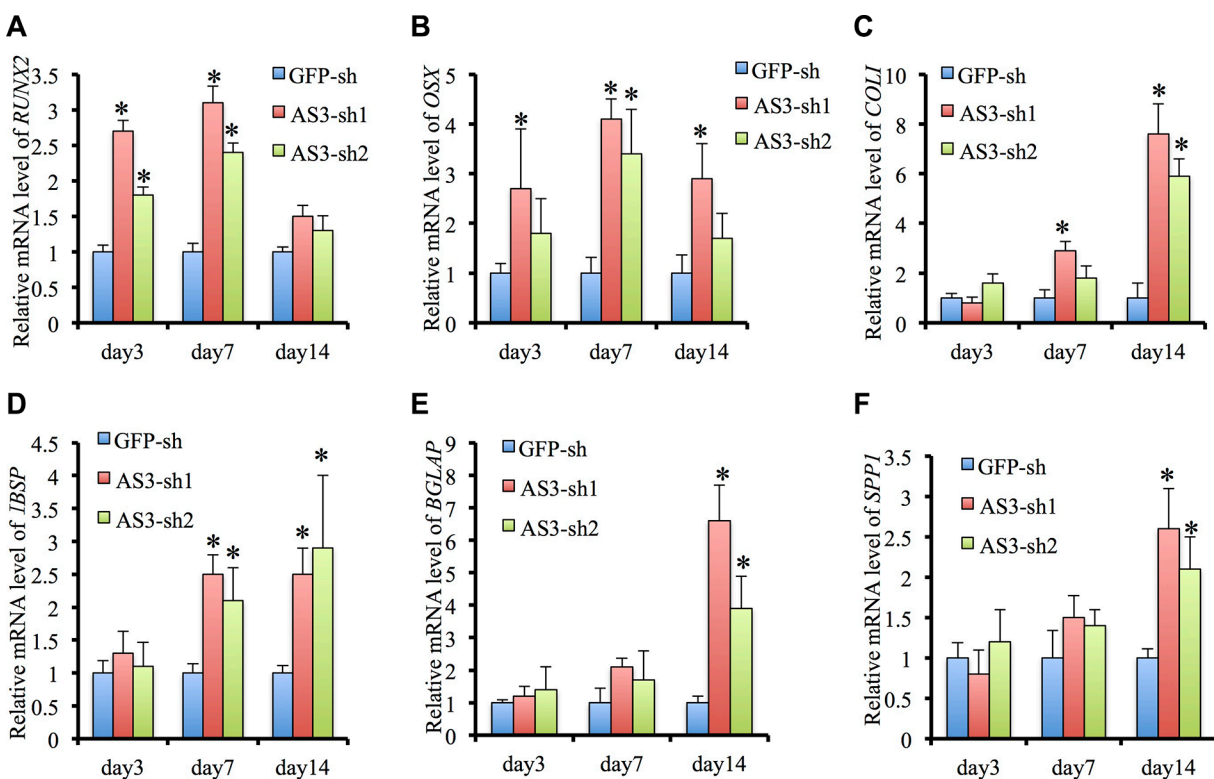 A
Relative mRNA level of RUNX2
3.5
3
2.5
2
1.5
1
0.5
0
GFP-sh
AS3-sh1
AS3-sh2
* * * *
day3 day7 day14
B
Relative mRNA level of OSX
5
4
3
2
1
0
GFP-sh
AS3-sh1
AS3-sh2
* * * *
day3 day7 day14
C
Relative mRNA level of COLI
10
8
6
4
2
0
GFP-sh
AS3-sh1
AS3-sh2
* * *
day3 day7 day14
D
Relative mRNA level of IBSP
4.5
4
3.5
3
2.5
2
1.5
1
0.5
0
GFP-sh
AS3-sh1
AS3-sh2
* * * *
day3 day7 day14
E
Relative mRNA level of BGLAP
9
8
7
6
5
4
3
2
1
0
GFP-sh
AS3-sh1
AS3-sh2
* *
day3 day7 day14
F
Relative mRNA level of SPP1
3.5
3
2.5
2
1.5
1
0.5
0
GFP-sh
AS3-sh1
AS3-sh2
* *
day3 day7 day14